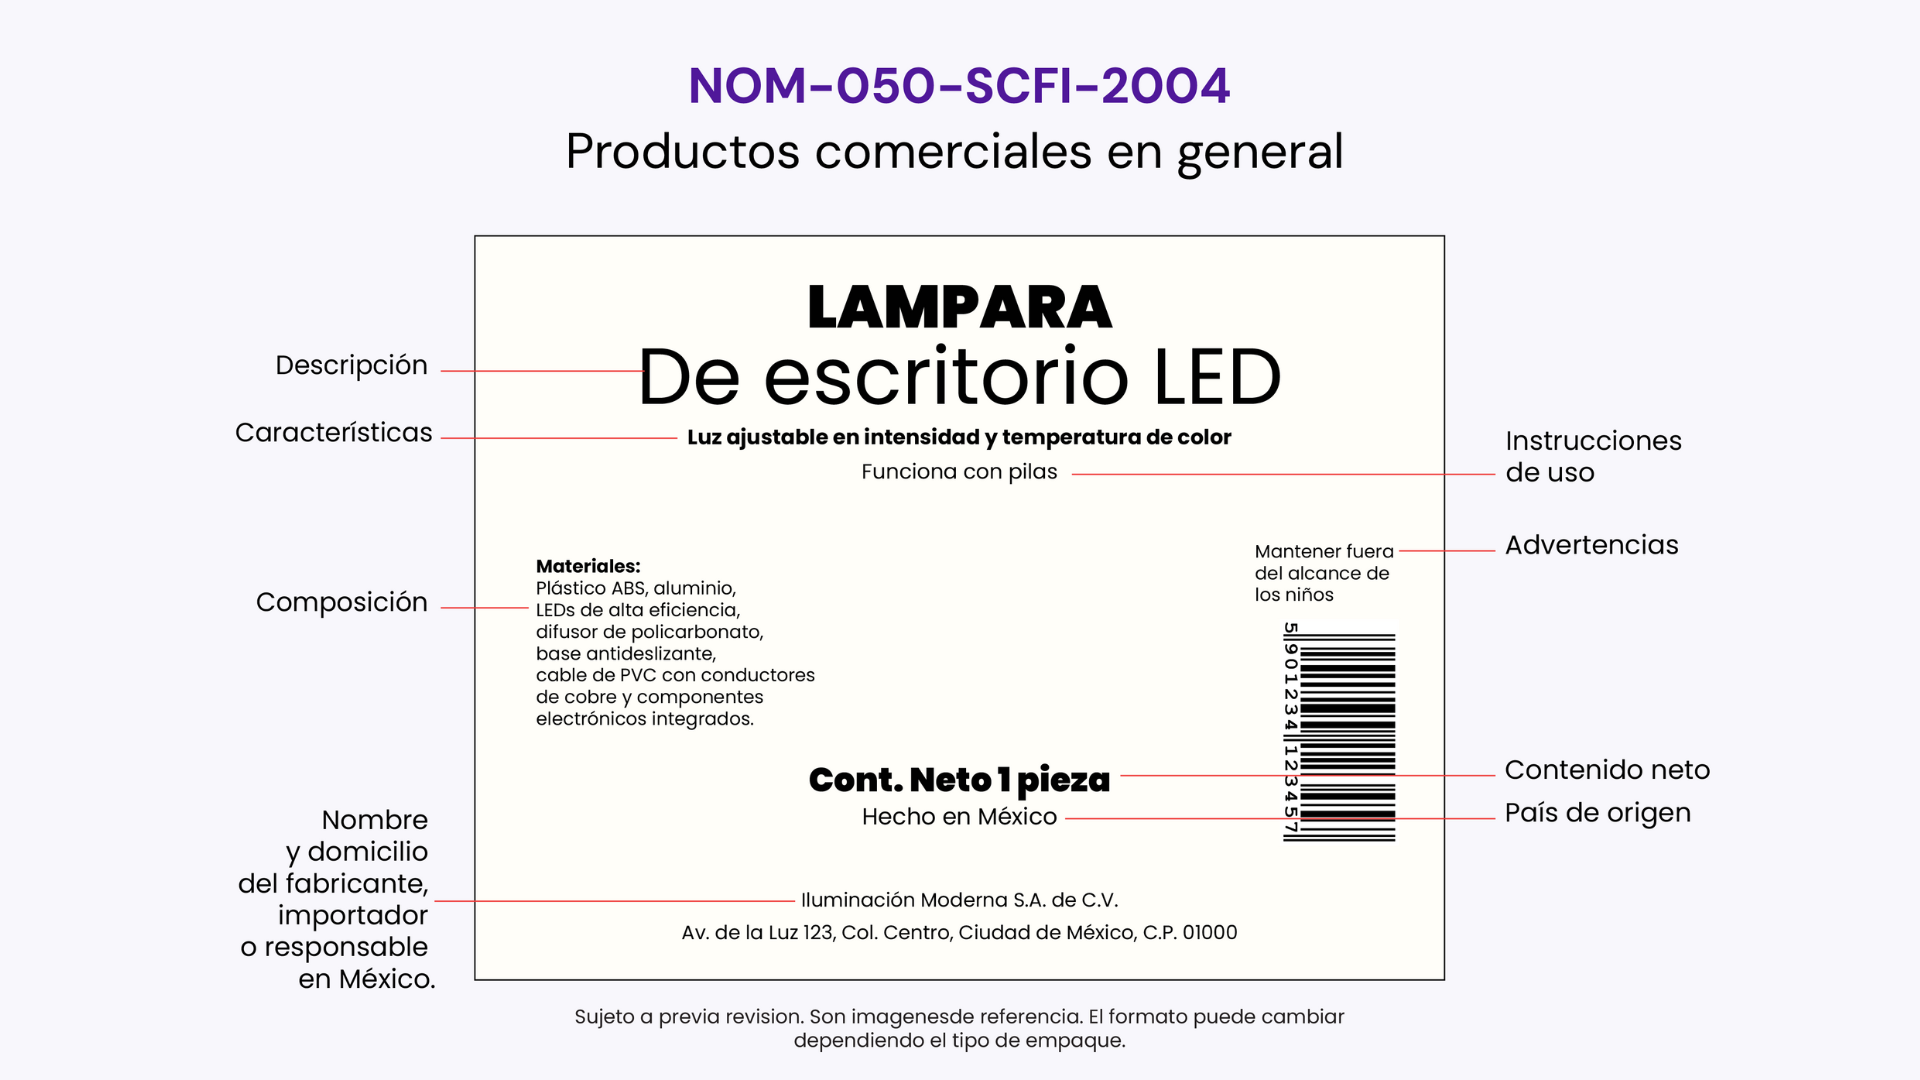 NOM-050-SCFI-2004
Productos comerciales en general
LAMPARA
De escritorio LED
Luz ajustable en intensidad y temperatura de color
Funciona con pilas
Descripción
Características
Composición
Nombre
y domicilio
del fabricante,
importador
o responsable
en México.
Materiales:
Plástico ABS, aluminio,
LEDs de alta eficiencia,
difusor de policarbonato,
base antideslizante,
cable de PVC con conductores
de cobre y componentes
electrónicos integrados.
Mantener fuera
del alcance de
los niños
5 901234 123457
Cont. Neto 1 pieza
Hecho en México
Iluminación Moderna S.A. de C.V.
Av. de la Luz 123, Col. Centro, Ciudad de México, C.P. 01000
Instrucciones
de uso
Advertencias
Contenido neto
País de origen
Sujeto a previa revision. Son imagenesde referencia. El formato puede cambiar
dependiendo el tipo de empaque.